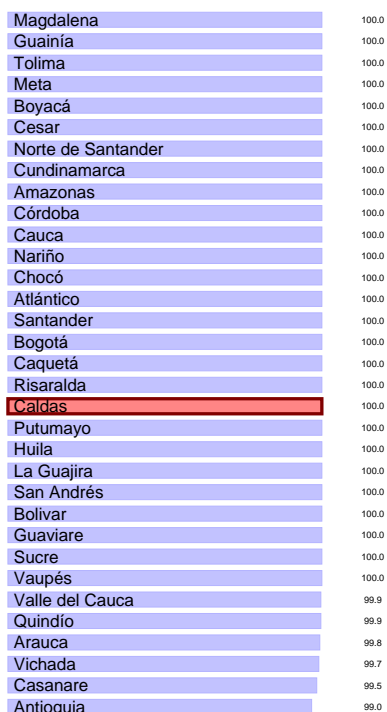 Magdalena 100.0
Guainía 100.0
Tolima 100.0
Meta 100.0
Boyacá 100.0
Cesar 100.0
Norte de Santander 100.0
Cundinamarca 100.0
Amazonas 100.0
Córdoba 100.0
Cauca 100.0
Nariño 100.0
Chocó 100.0
Atlántico 100.0
Santander 100.0
Bogotá 100.0
Caquetá 100.0
Risaralda 100.0
Caldas 100.0
Putumayo 100.0
Huila 100.0
La Guajira 100.0
San Andrés 100.0
Bolivar 100.0
Guaviare 100.0
Sucre 100.0
Vaupés 100.0
Valle del Cauca 99.9
Quindío 99.9
Arauca 99.8
Vichada 99.7
Casanare 99.5
Antioquia 99.0